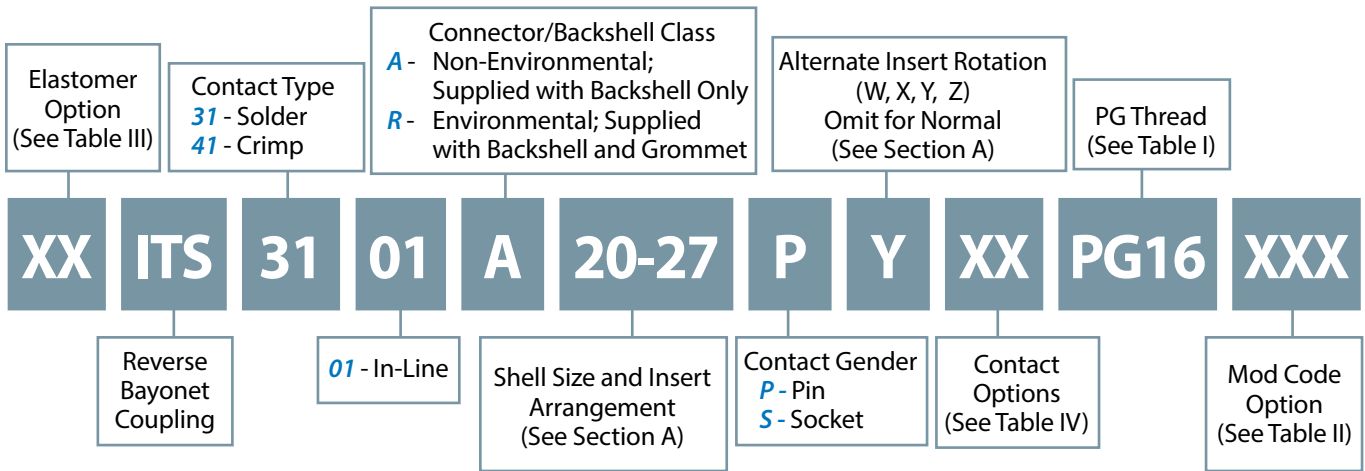 Elastomer
Option
(See Table III)
Contact Type
31 - Solder
41 - Crimp
Connector/Backshell Class
A - Non-Environmental;
Supplied with Backshell Only
R - Environmental; Supplied
with Backshell and Grommet
Alternate Insert Rotation
(W, X, Y, Z)
Omit for Normal
(See Section A)
PG Thread
(See Table I)
XX ITS 31 01 A 20-27 P Y XX PG16 XXX
Reverse
Bayonet
Coupling
01 - In-Line
Shell Size and Insert
Arrangement
(See Section A)
Contact Gender
P - Pin
S - Socket
Contact
Options
(See Table IV)
Mod Code
Option
(See Table II)